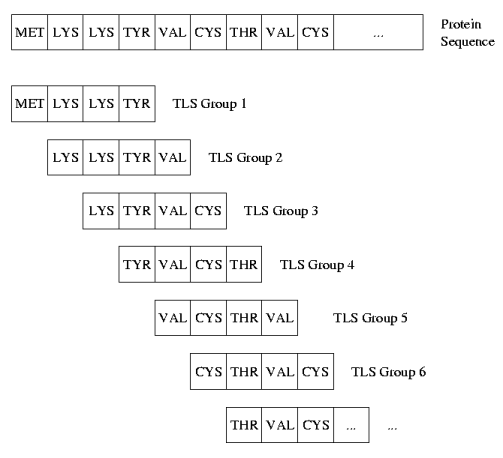 MET LYS LYS TYR VAL CYS THR VAL CYS ... Protein
Sequence
MET LYS LYS TYR TLS Group 1
LYS LYS TYR VAL TLS Group 2
LYS TYR VAL CYS TLS Group 3
TYR VAL CYS THR TLS Group 4
VAL CYS THR VAL TLS Group 5
CYS THR VAL CYS TLS Group 6
THR VAL CYS ... ...